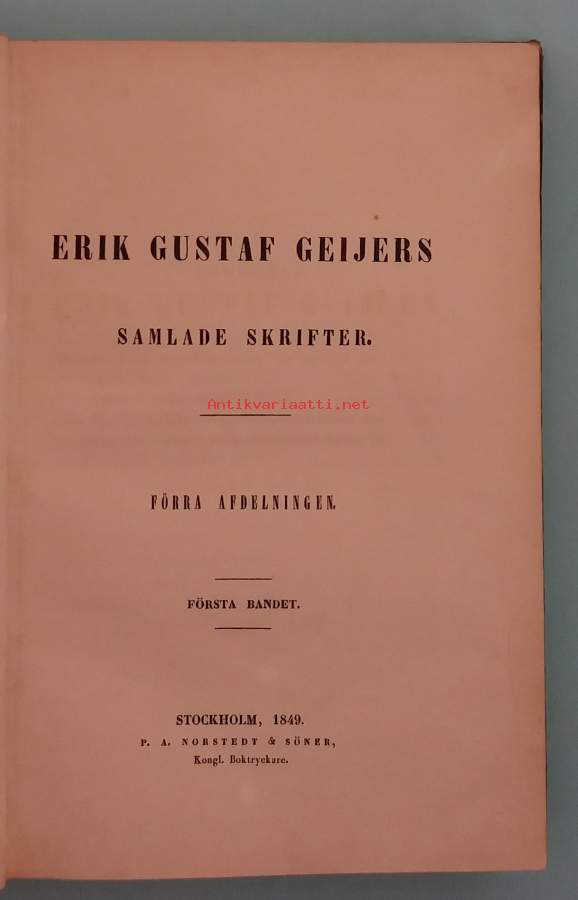 ERIK GUSTAF GEIJERS
SAMLADE SKRIFTER.
Antikvariaatti.net
FÖRRA AFDELNINGEN.
FÖRSTA BANDET.
STOCKHOLM, 1849.
P. A. NORSTEDT & SÖNER,
Kongl. Boktryckare.